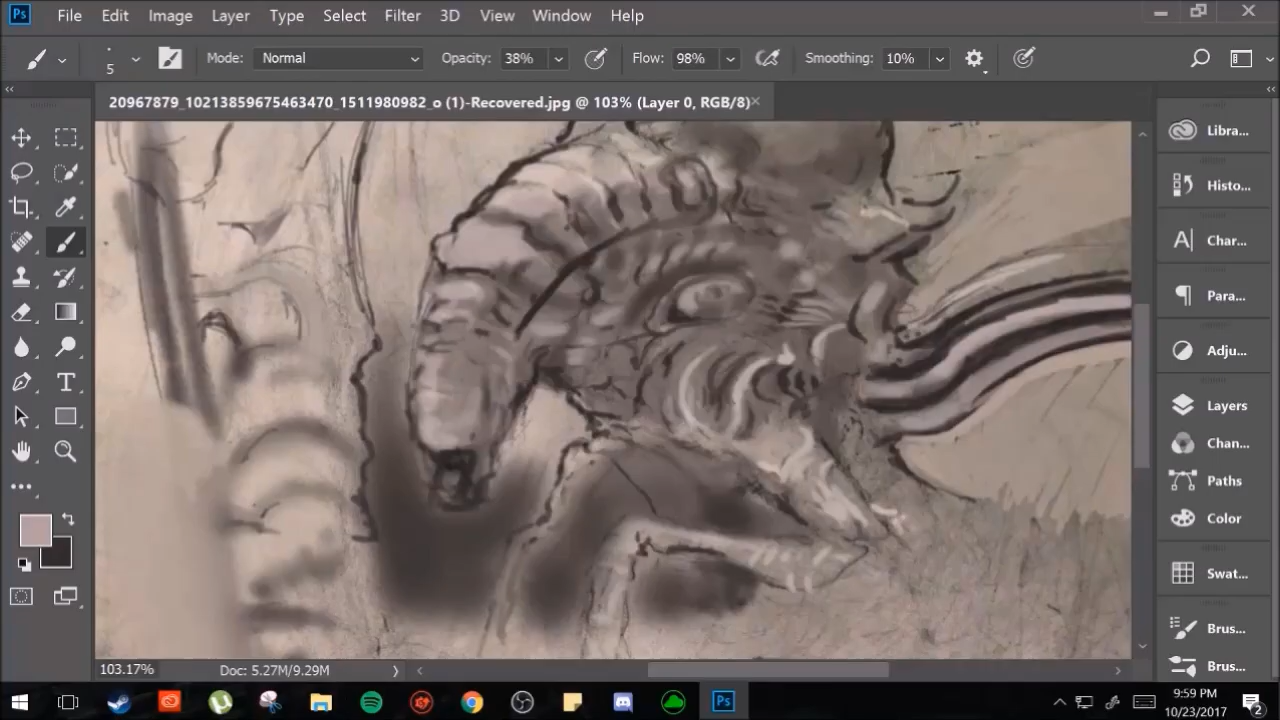 Ps File Edit Image Layer Type Select Filter 3D View Window Help
5 Mode: Normal Opacity: 38% Flow: 98% Smoothing: 10%
20967879_10213859675463470_1511980982_o (1)-Recovered.jpg @ 103% (Layer 0, RGB/8)
Libra...
Histo...
Char...
Para...
Adju...
Layers
Chan...
Paths
Color
Swat...
Brus...
Brus...
103.17% Doc: 5.27M/9.29M
Ps
9:59 PM
10/23/2017
2